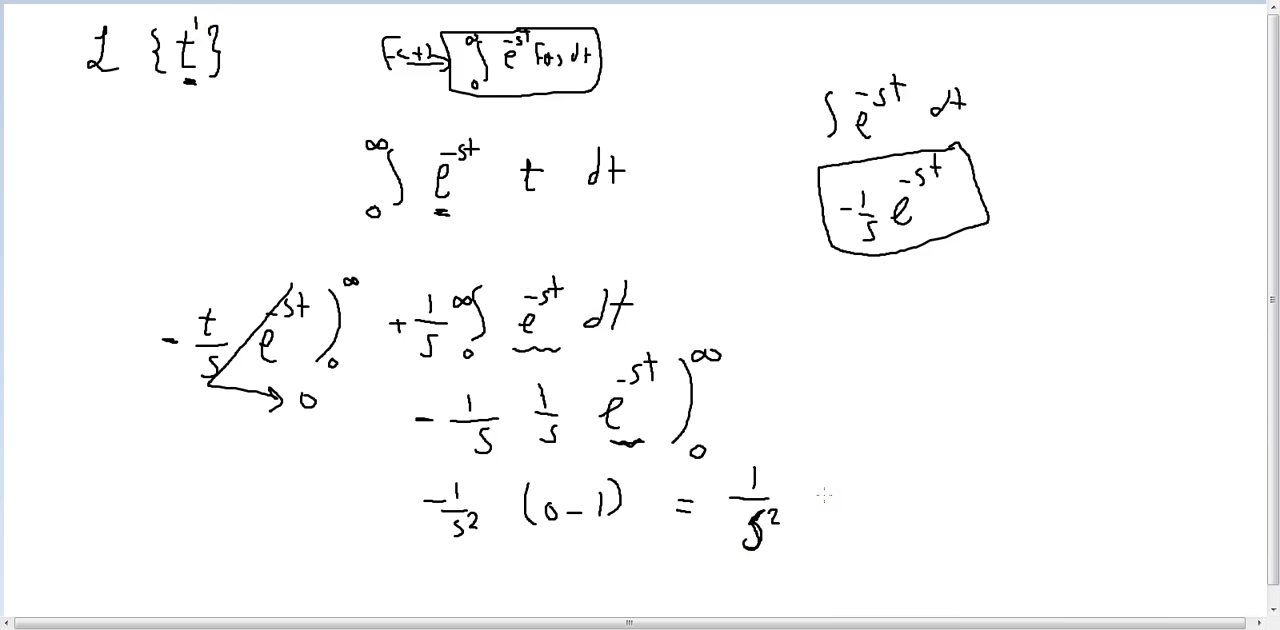 ℒ {t¹} F(t) ∫₀^∞ e^{-st} F(t) dt
∫ e^{-st} dt
∫₀^∞ e^{-st} t dt
-1/s e^{-st}
- t/s e^{-st} )₀^∞ + 1/s ∫₀^∞ e^{-st} dt
→ 0
- 1/s 1/s e^{-st} )₀^∞
-1/s² (0 - 1) = 1/s²